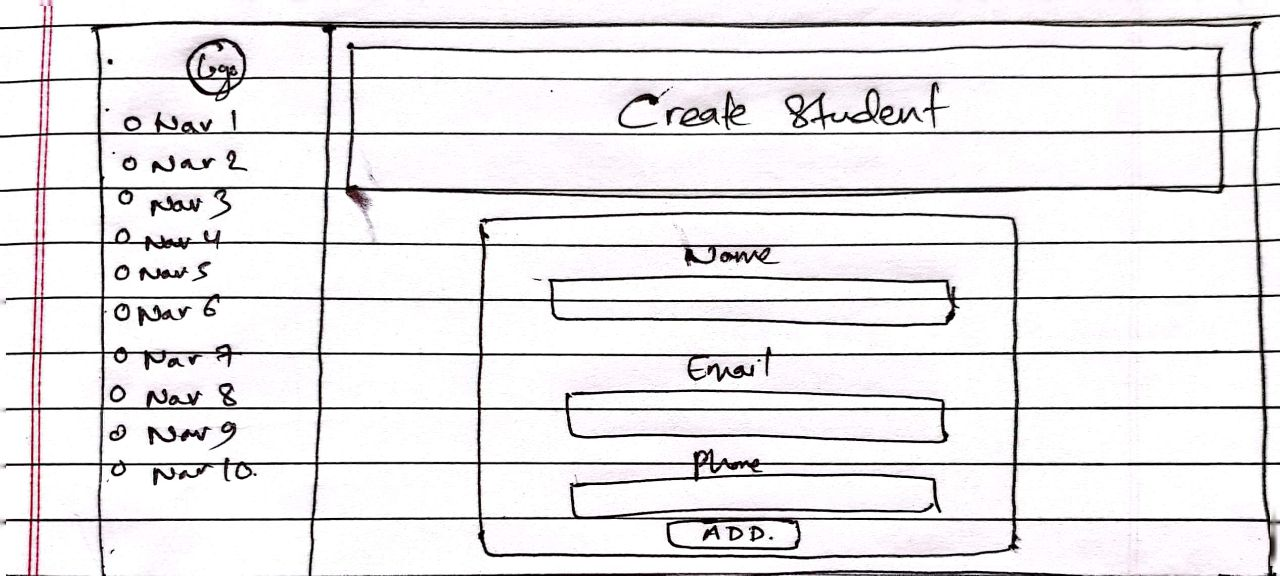 Logo
Nav 1
Nav 2
Nav 3
Nav 4
Nav 5
Nav 6
Nav 7
Nav 8
Nav 9
Nav 10.
Create Student
Name
Email
Phone
ADD.